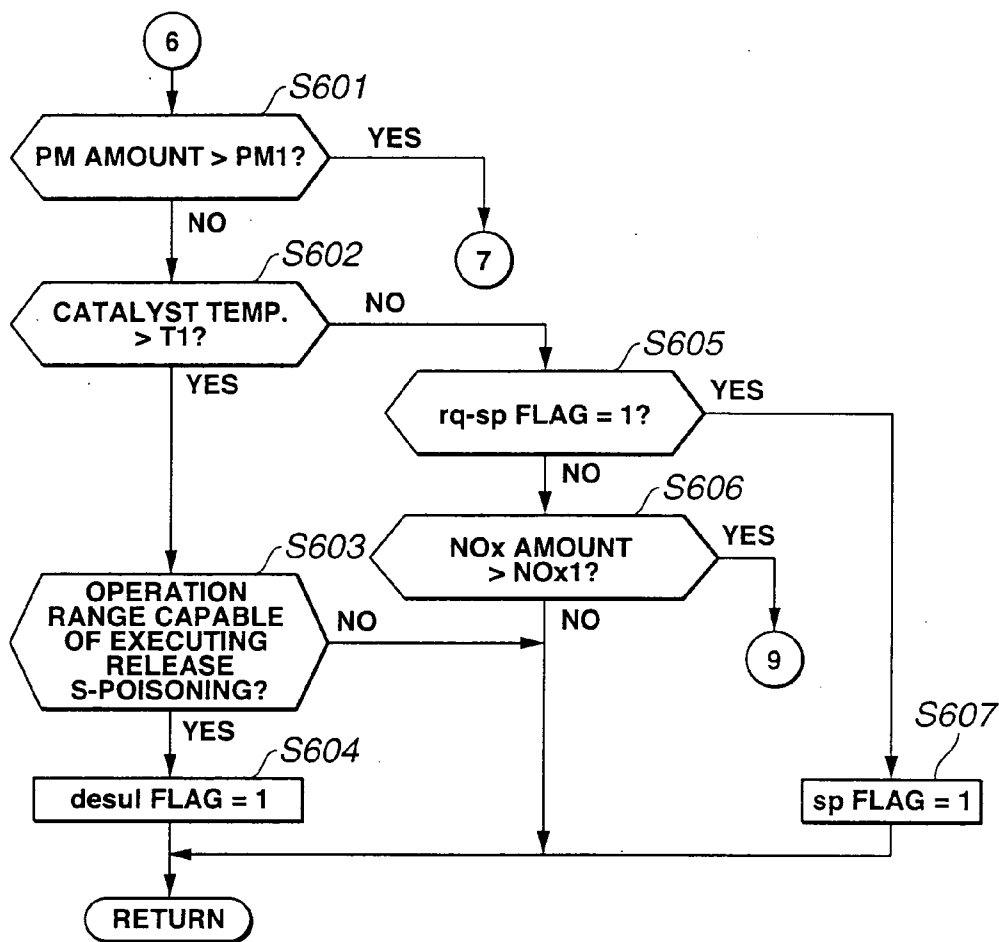 6
S601
PM AMOUNT > PM1?
YES
NO
7
S602
CATALYST TEMP.
> T1?
NO
YES
S605
rq-sp FLAG = 1?
YES
NO
S606
NOx AMOUNT
> NOx1?
YES
NO
9
S603
OPERATION
RANGE CAPABLE
OF EXECUTING
RELEASE
S-POISONING?
NO
YES
S604
desul FLAG = 1
S607
sp FLAG = 1
RETURN